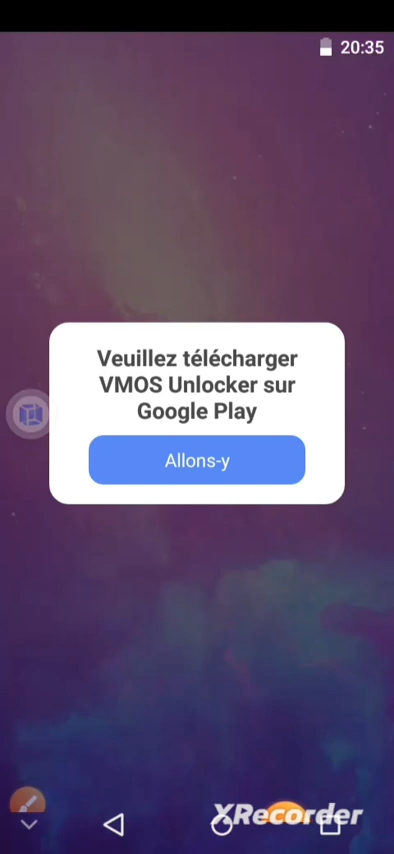 20:35
Veuillez télécharger
VMOS Unlocker sur
Google Play
Allons-y
XRecorder